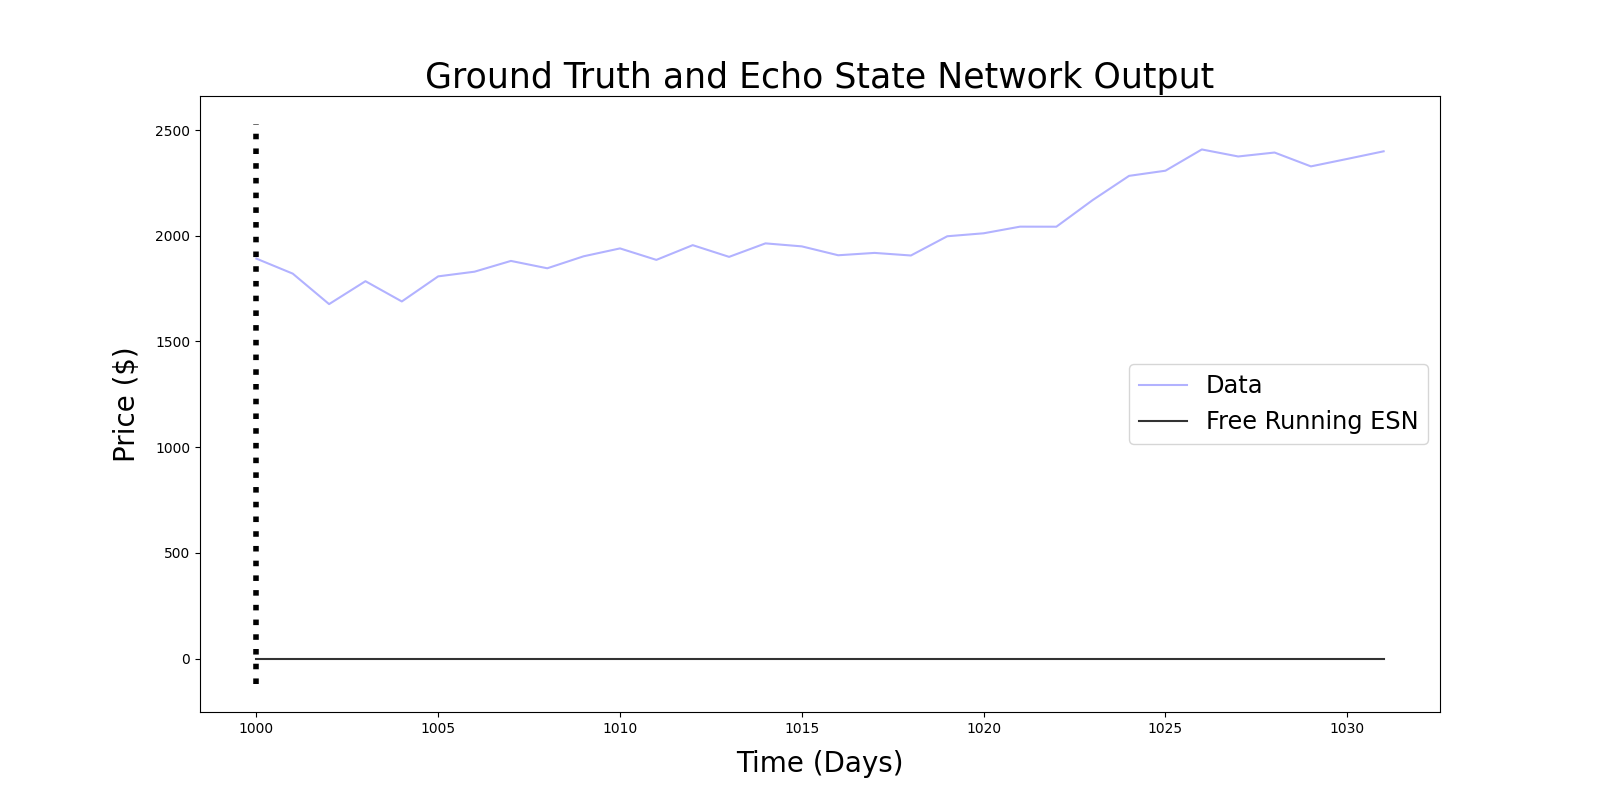 Ground Truth and Echo State Network Output
Price ($)
2500
2000
1500
1000
500
0
Data
Free Running ESN
1000 1005 1010 1015 1020 1025 1030
Time (Days)